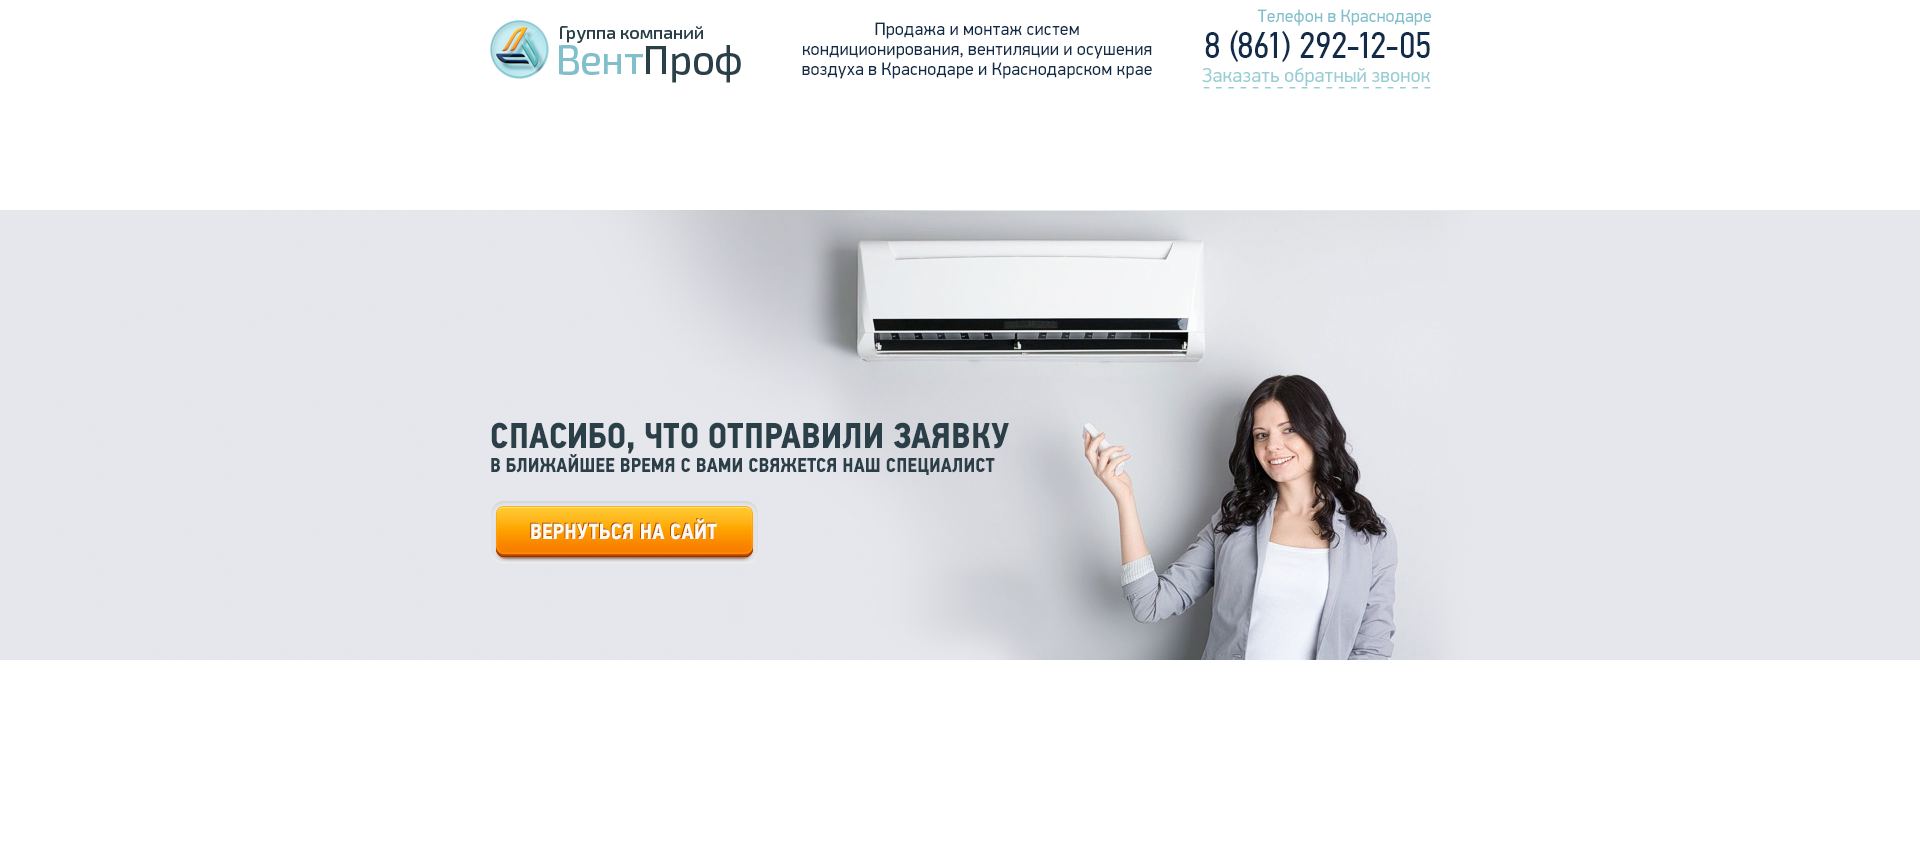 Группа компаний
ВентПроф
Продажа и монтаж систем
кондиционирования, вентиляции и осушения
воздуха в Краснодаре и Краснодарском крае
Телефон в Краснодаре
8 (861) 292-12-05
Заказать обратный звонок
СПАСИБО, ЧТО ОТПРАВИЛИ ЗАЯВКУ
В БЛИЖАЙШЕЕ ВРЕМЯ С ВАМИ СВЯЖЕТСЯ НАШ СПЕЦИАЛИСТ
ВЕРНУТЬСЯ НА САЙТ